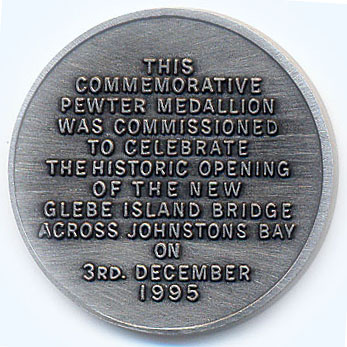 THIS
COMMEMORATIVE
PEWTER MEDALLION
WAS COMMISSIONED
TO CELEBRATE
THE HISTORIC OPENING
OF THE NEW
GLEBE ISLAND BRIDGE
ACROSS JOHNSTONS BAY
ON
3RD. DECEMBER
1995